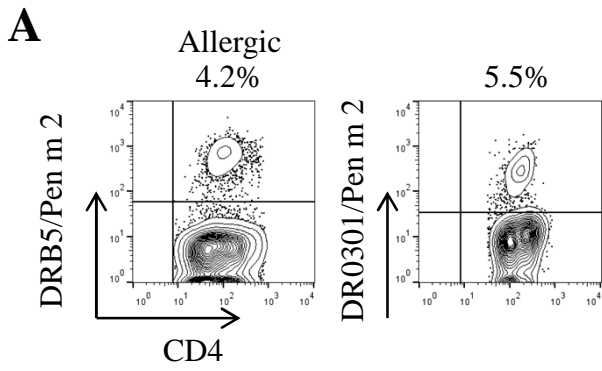 A
Allergic
4.2%
5.5%
DRB5/Pen m 2
10⁴
10³
10²
10¹
10⁰
10⁰ 10¹ 10² 10³ 10⁴
CD4
DR0301/Pen m 2
10⁴
10³
10²
10¹
10⁰
10⁰ 10¹ 10² 10³ 10⁴